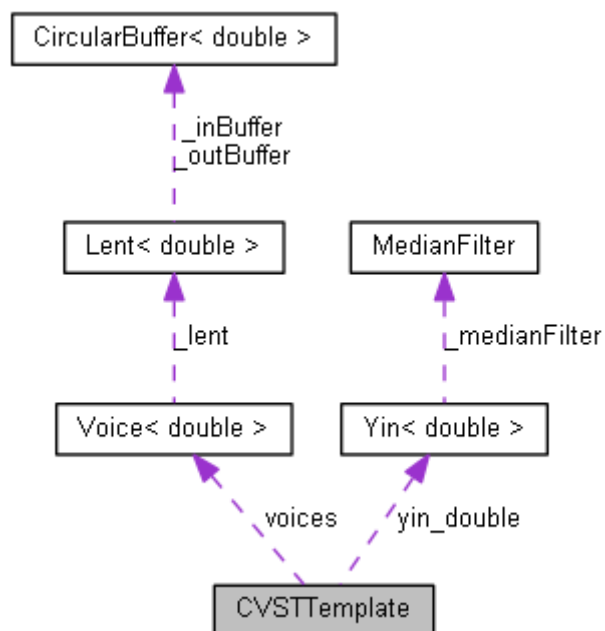 CircularBuffer< double >
_inBuffer
_outBuffer
Lent< double >
MedianFilter
_lent
_medianFilter
Voice< double >
Yin< double >
voices
yin_double
CVSTTemplate